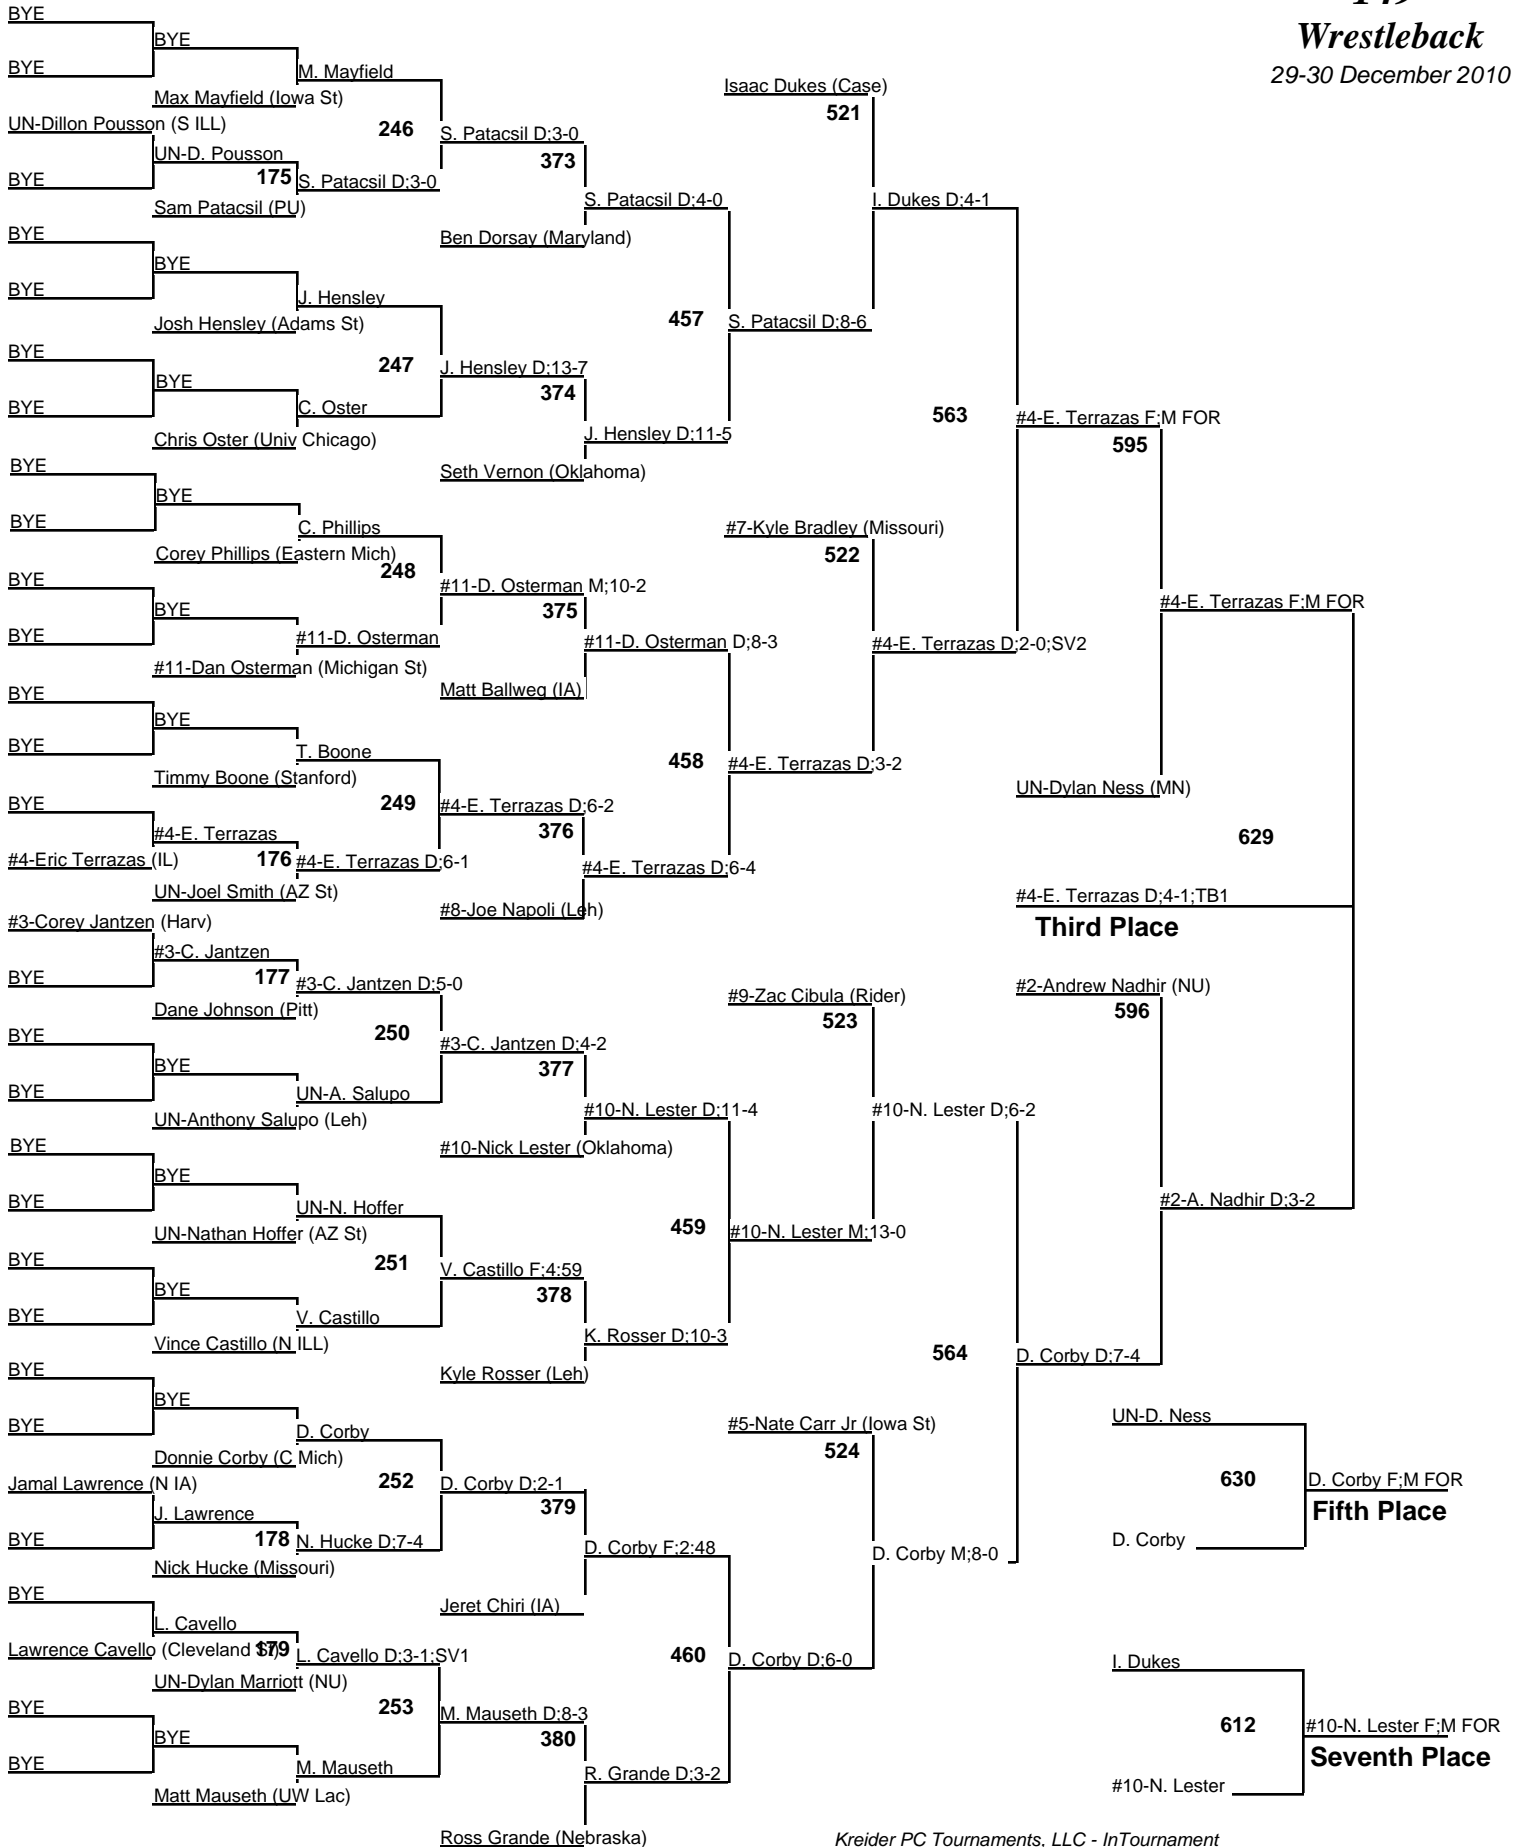 Wrestleback
29-30 December 2010
BYE
BYE
BYE
M. Mayfield
Max Mayfield (Iowa St)
UN-Dillon Pousson (S ILL)
246
UN-D. Pousson
BYE
175
S. Patacsil D;3-0
Sam Patacsil (PU)
S. Patacsil D;3-0
373
S. Patacsil D;4-0
Ben Dorsay (Maryland)
BYE
BYE
BYE
J. Hensley
Josh Hensley (Adams St)
BYE
247
BYE
BYE
C. Oster
Chris Oster (Univ Chicago)
J. Hensley D;13-7
374
J. Hensley D;11-5
Seth Vernon (Oklahoma)
457
S. Patacsil D;8-6
Isaac Dukes (Case)
521
I. Dukes D;4-1
BYE
BYE
BYE
C. Phillips
Corey Phillips (Eastern Mich)
248
BYE
BYE
BYE
#11-D. Osterman
#11-Dan Osterman (Michigan St)
#11-D. Osterman M;10-2
375
#11-D. Osterman D;8-3
Matt Ballweg (IA)
BYE
BYE
BYE
T. Boone
Timmy Boone (Stanford)
BYE
249
#4-E. Terrazas
#4-Eric Terrazas (IL)
176
#4-E. Terrazas D;6-1
UN-Joel Smith (AZ St)
#4-E. Terrazas D;6-2
376
#4-E. Terrazas D;6-4
#8-Joe Napoli (Leh)
458
#4-E. Terrazas D;3-2
#7-Kyle Bradley (Missouri)
522
#4-E. Terrazas D;2-0;SV2
563
#4-E. Terrazas F;M FOR
595
#4-E. Terrazas F;M FOR
UN-Dylan Ness (MN)
629
#4-E. Terrazas D;4-1;TB1
Third Place
#3-Corey Jantzen (Harv)
#3-C. Jantzen
BYE
177
#3-C. Jantzen D;5-0
Dane Johnson (Pitt)
250
BYE
BYE
BYE
UN-A. Salupo
UN-Anthony Salupo (Leh)
#3-C. Jantzen D;4-2
377
#10-N. Lester D;11-4
#10-Nick Lester (Oklahoma)
BYE
BYE
BYE
UN-N. Hoffer
UN-Nathan Hoffer (AZ St)
251
BYE
BYE
BYE
V. Castillo
Vince Castillo (N ILL)
V. Castillo F;4:59
378
K. Rosser D;10-3
Kyle Rosser (Leh)
459
#10-N. Lester M;13-0
#9-Zac Cibula (Rider)
523
#10-N. Lester D;6-2
#2-Andrew Nadhir (NU)
596
#2-A. Nadhir D;3-2
BYE
BYE
BYE
D. Corby
Donnie Corby (C Mich)
Jamal Lawrence (N IA)
252
J. Lawrence
BYE
178
N. Hucke D;7-4
Nick Hucke (Missouri)
D. Corby D;2-1
379
D. Corby F;2:48
Jeret Chiri (IA)
BYE
L. Cavello
Lawrence Cavello (Cleveland St)
179
L. Cavello D;3-1;SV1
UN-Dylan Marriott (NU)
253
BYE
BYE
BYE
M. Mauseth
Matt Mauseth (UW Lac)
M. Mauseth D;8-3
380
R. Grande D;3-2
Ross Grande (Nebraska)
460
D. Corby D;6-0
#5-Nate Carr Jr (Iowa St)
524
D. Corby M;8-0
564
D. Corby D;7-4
UN-D. Ness
630
D. Corby F;M FOR
Fifth Place
D. Corby
I. Dukes
612
#10-N. Lester F;M FOR
Seventh Place
#10-N. Lester
Kreider PC Tournaments, LLC - InTournament